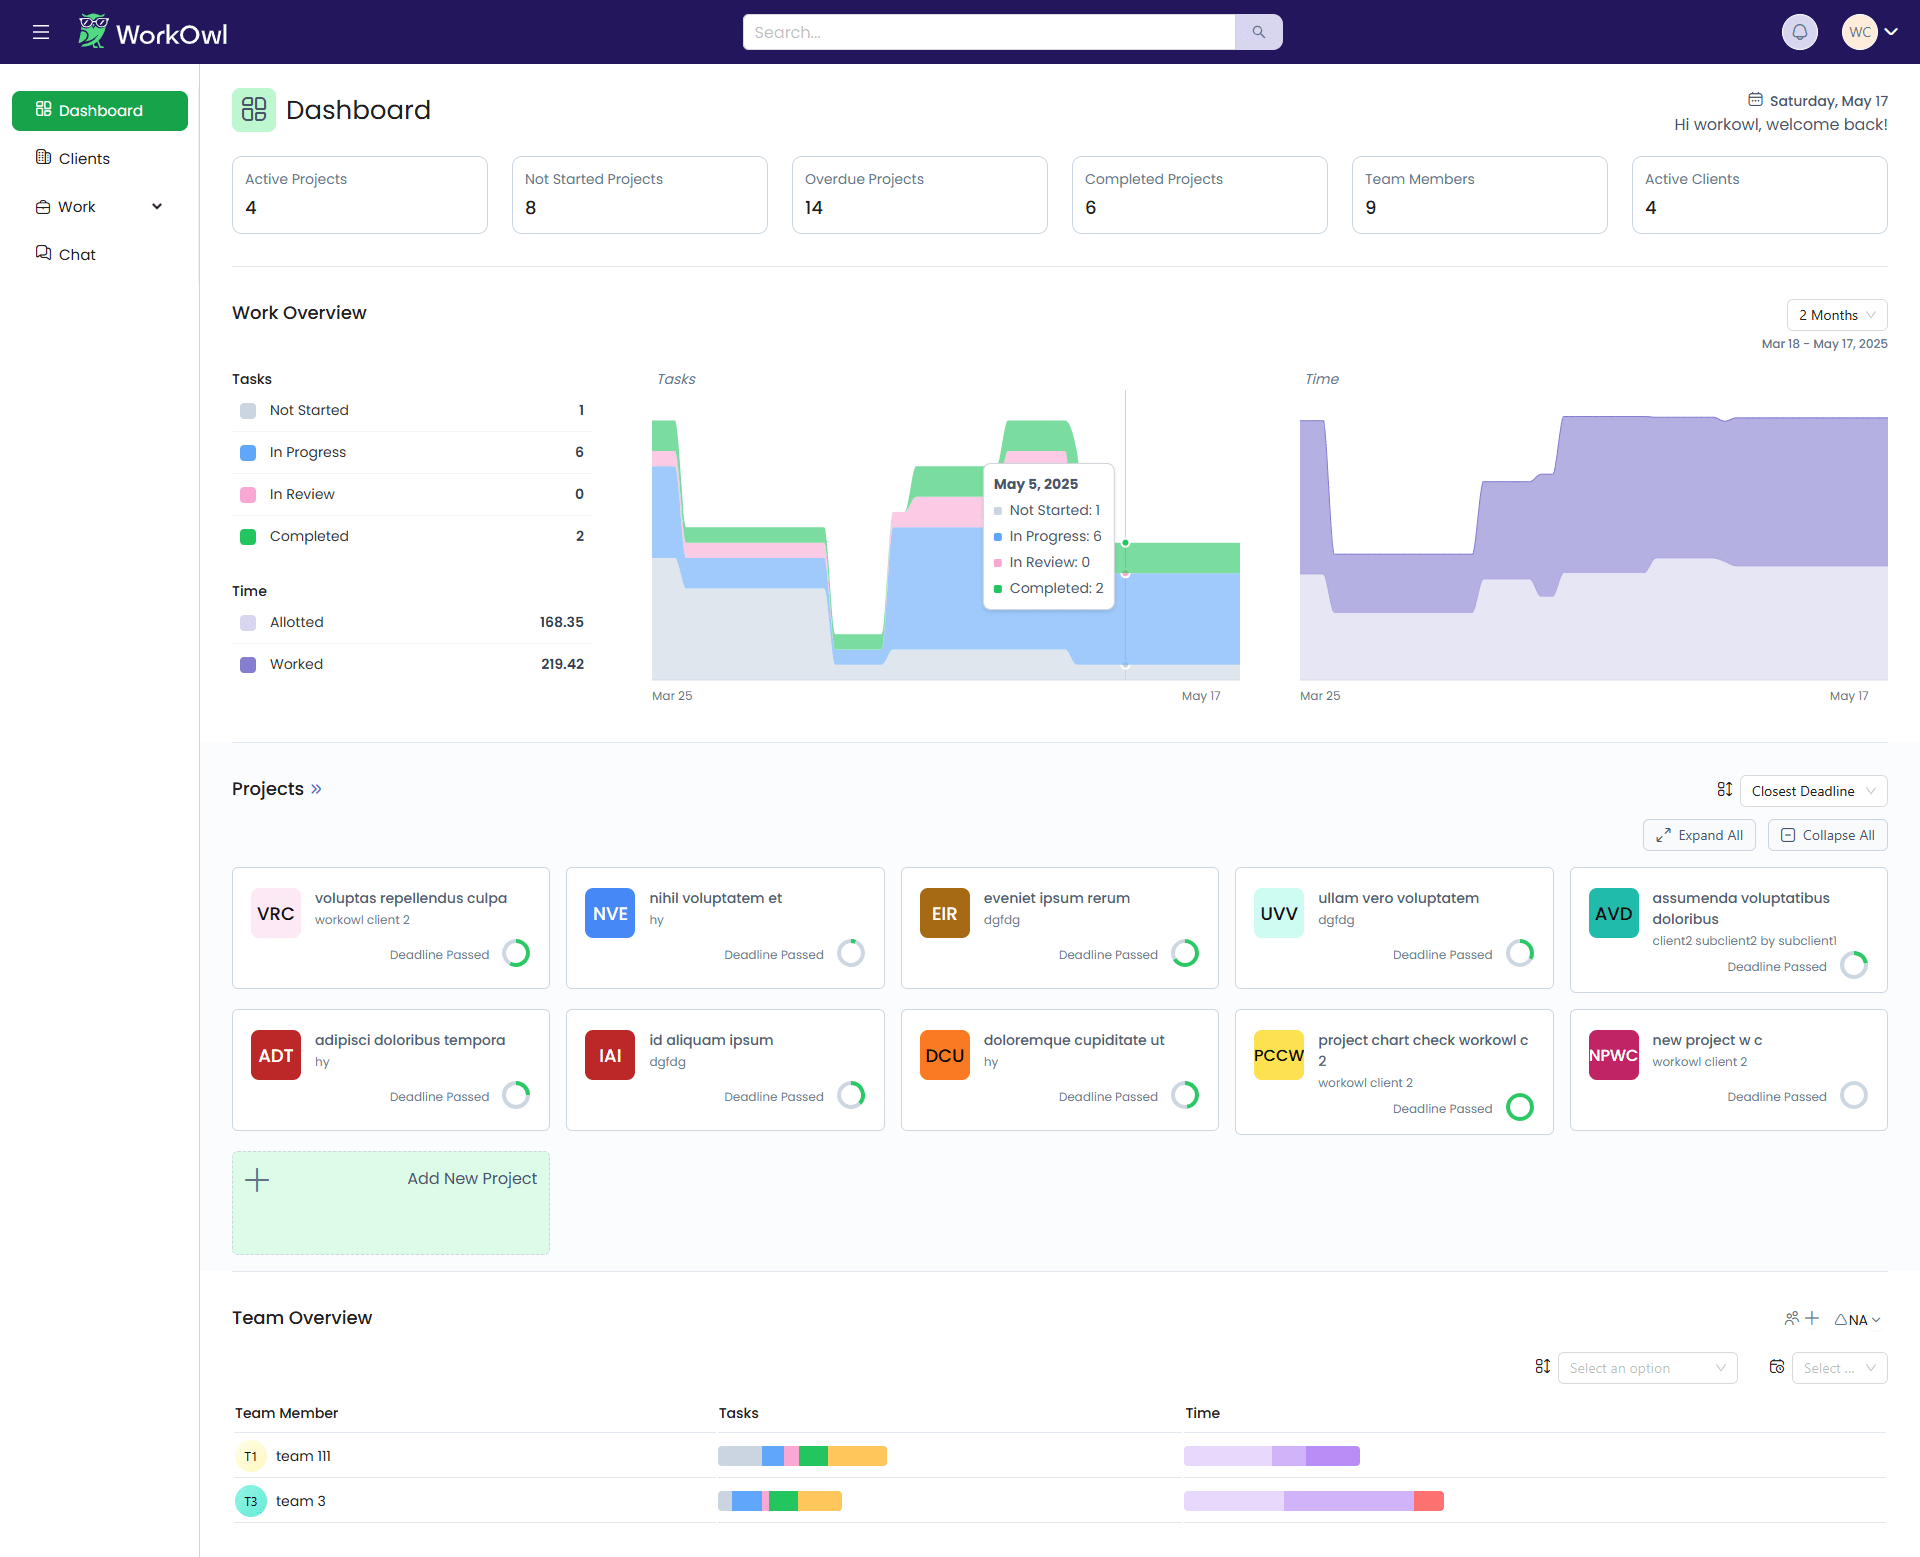 WorkOwl
Search...
WC
Dashboard
Clients
Work
Chat
Dashboard
Saturday, May 17
Hi workowl, welcome back!
Active Projects
4
Not Started Projects
8
Overdue Projects
14
Completed Projects
6
Team Members
9
Active Clients
4
Work Overview
2 Months
Mar 18 - May 17, 2025
Tasks
Not Started 1
In Progress 6
In Review 0
Completed 2
Time
Allotted 168.35
Worked 219.42
Tasks
May 5, 2025
Not Started: 1
In Progress: 6
In Review: 0
Completed: 2
Mar 25 May 17
Time
Mar 25 May 17
Projects
Closest Deadline
Expand All
Collapse All
VRC
voluptas repellendus culpa
workowl client 2
Deadline Passed
NVE
nihil voluptatem et
hy
Deadline Passed
EIR
eveniet ipsum rerum
dgfdg
Deadline Passed
UVV
ullam vero voluptatem
dgfdg
Deadline Passed
AVD
assumenda voluptatibus
doloribus
client2 subclient2 by subclient1
Deadline Passed
ADT
adipisci doloribus tempora
hy
Deadline Passed
IAI
id aliquam ipsum
dgfdg
Deadline Passed
DCU
doloremque cupiditate ut
hy
Deadline Passed
PCCW
project chart check workowl c
2
workowl client 2
Deadline Passed
NPWC
new project w c
workowl client 2
Deadline Passed
Add New Project
Team Overview
NA
Select an option
Select ...
Team Member Tasks Time
T1 team 111
T3 team 3